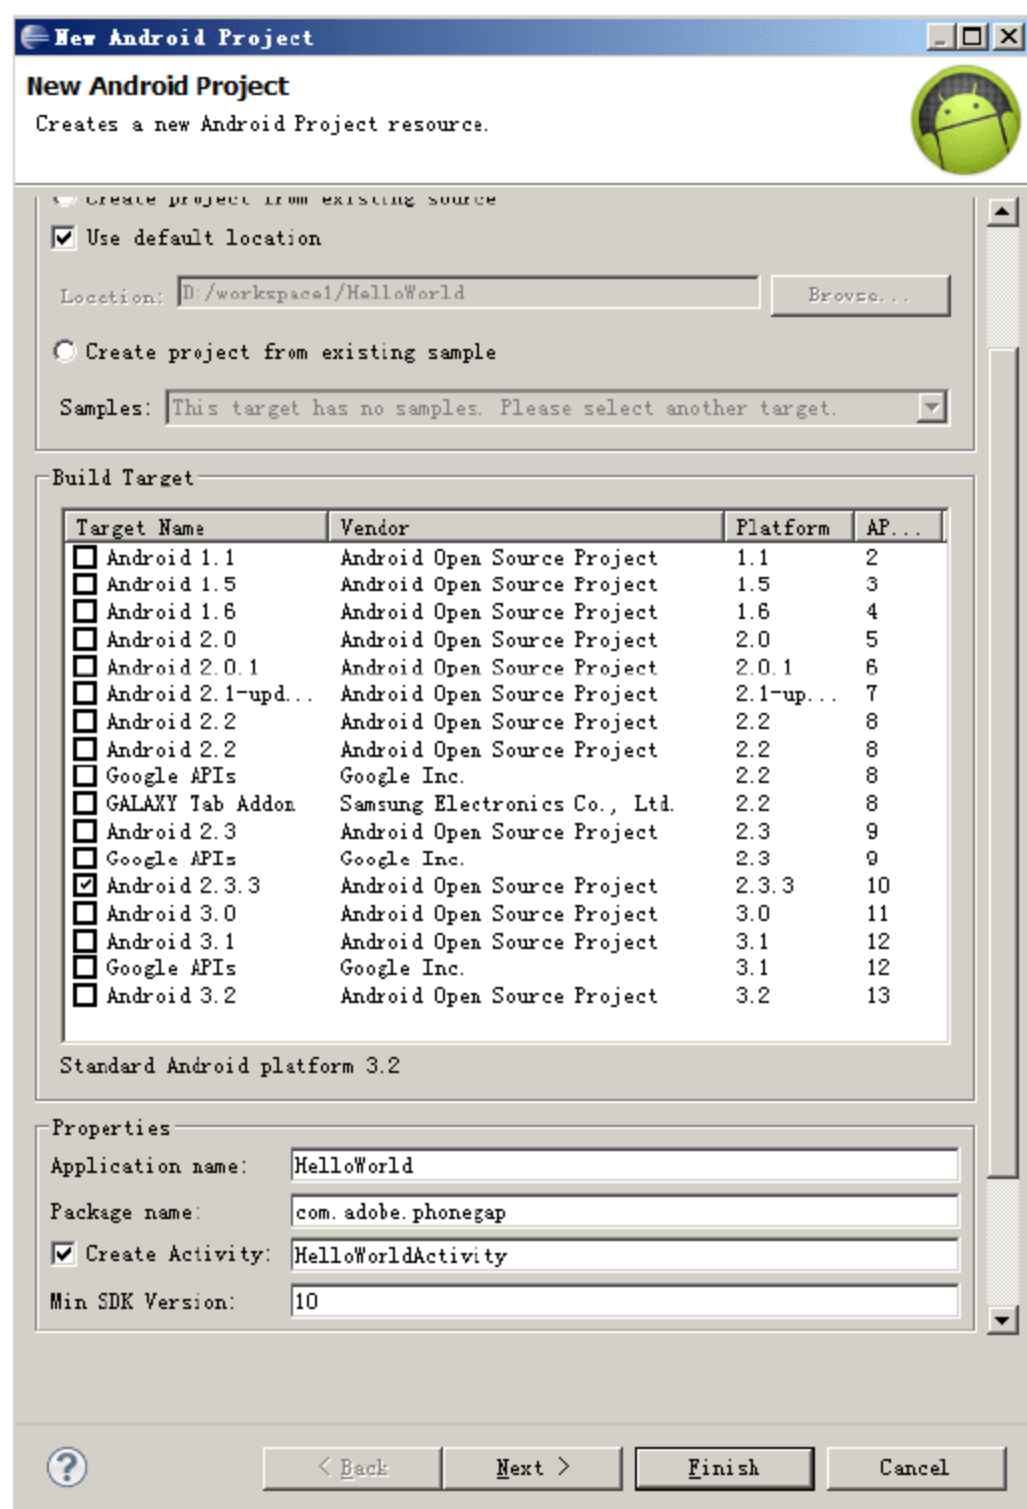 New Android Project
New Android Project
Creates a new Android Project resource.
Create project from existing source
Use default location
Location: D:/workspace1/HelloWorld Browse...
Create project from existing sample
Samples: This target has no samples. Please select another target.
Build Target
Target Name Vendor Platform AP...
Android 1.1 Android Open Source Project 1.1 2
Android 1.5 Android Open Source Project 1.5 3
Android 1.6 Android Open Source Project 1.6 4
Android 2.0 Android Open Source Project 2.0 5
Android 2.0.1 Android Open Source Project 2.0.1 6
Android 2.1-upd... Android Open Source Project 2.1-up... 7
Android 2.2 Android Open Source Project 2.2 8
Android 2.2 Android Open Source Project 2.2 8
Google APIs Google Inc. 2.2 8
GALAXY Tab Addon Samsung Electronics Co., Ltd. 2.2 8
Android 2.3 Android Open Source Project 2.3 9
Google APIs Google Inc. 2.3 9
Android 2.3.3 Android Open Source Project 2.3.3 10
Android 3.0 Android Open Source Project 3.0 11
Android 3.1 Android Open Source Project 3.1 12
Google APIs Google Inc. 3.1 12
Android 3.2 Android Open Source Project 3.2 13
Standard Android platform 3.2
Properties
Application name: HelloWorld
Package name: com.adobe.phonegap
Create Activity: HelloWorldActivity
Min SDK Version: 10
? < Back Next > Finish Cancel